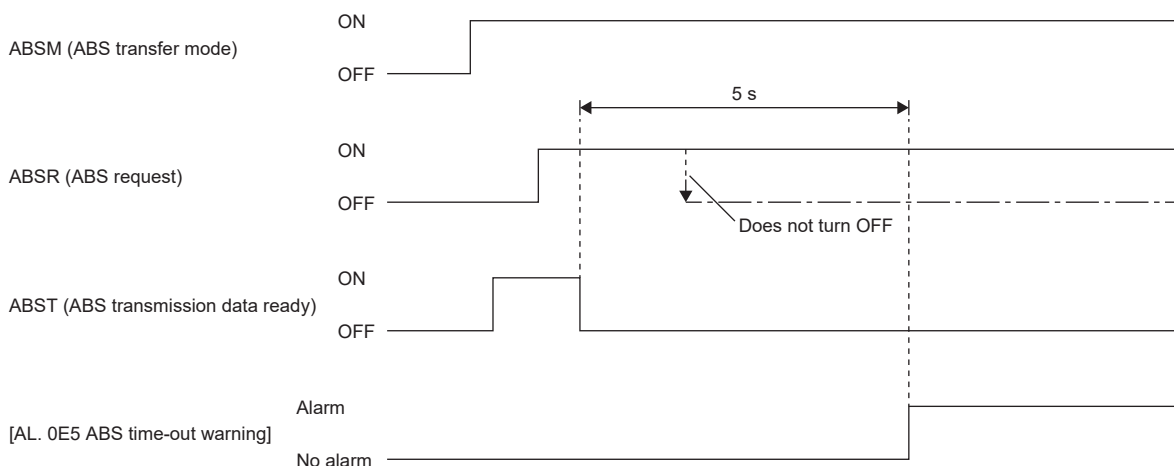 ON
ABSM (ABS transfer mode)
OFF
5 s
ON
ABSR (ABS request)
OFF
Does not turn OFF
ON
ABST (ABS transmission data ready)
OFF
Alarm
[AL. 0E5 ABS time-out warning]
No alarm